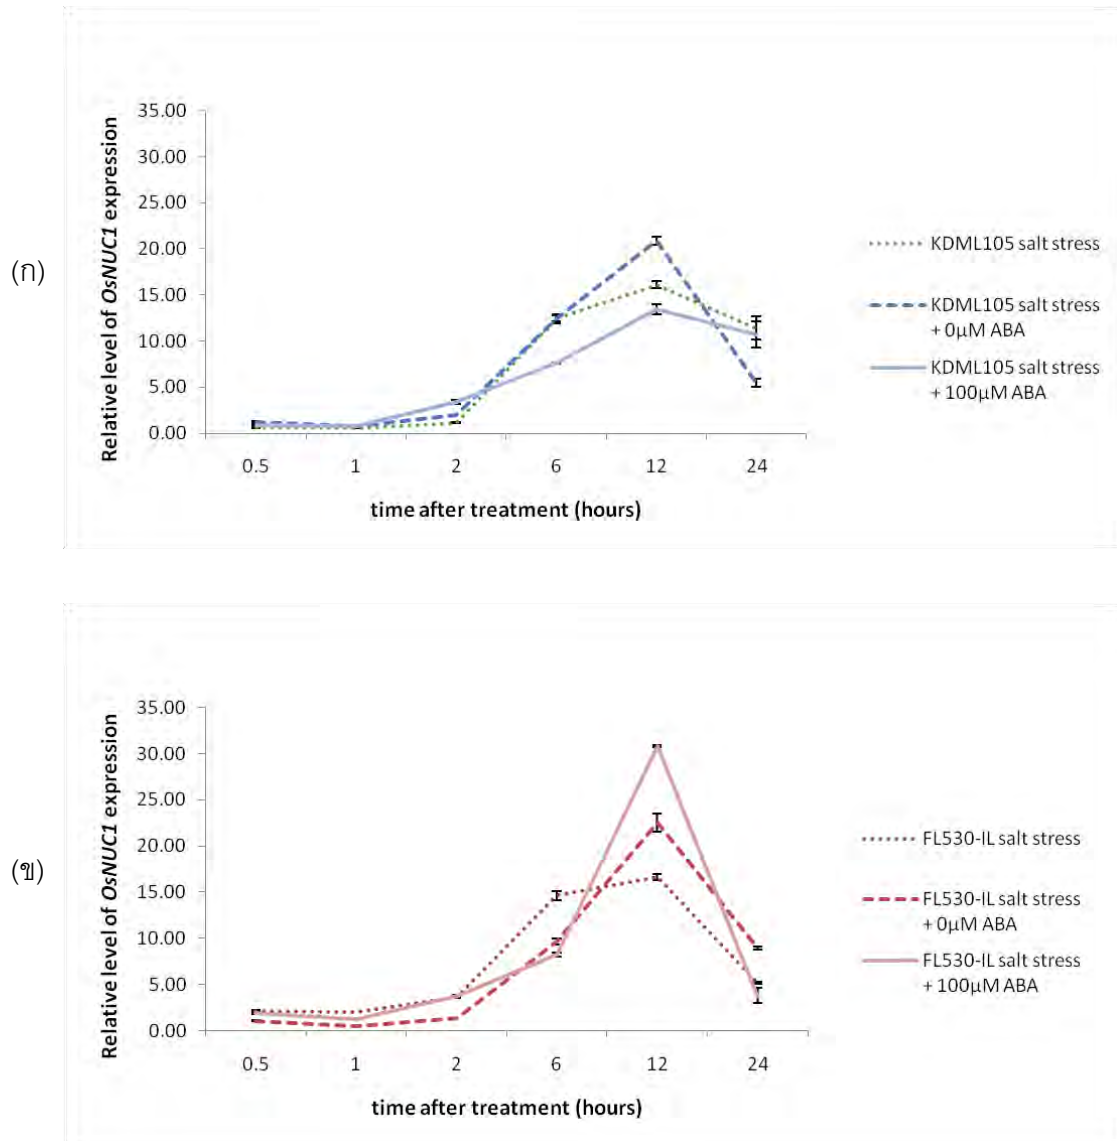 (ก)
Relative level of OsNUC1 expression
35.00
30.00
25.00
20.00
15.00
10.00
5.00
0.00
0.5 1 2 6 12 24
time after treatment (hours)
KDML105 salt stress
KDML105 salt stress
+ 0µM ABA
KDML105 salt stress
+ 100µM ABA
(ข)
Relative level of OsNUC1 expression
35.00
30.00
25.00
20.00
15.00
10.00
5.00
0.00
0.5 1 2 6 12 24
time after treatment (hours)
FL530-IL salt stress
FL530-IL salt stress
+ 0µM ABA
FL530-IL salt stress
+ 100µM ABA